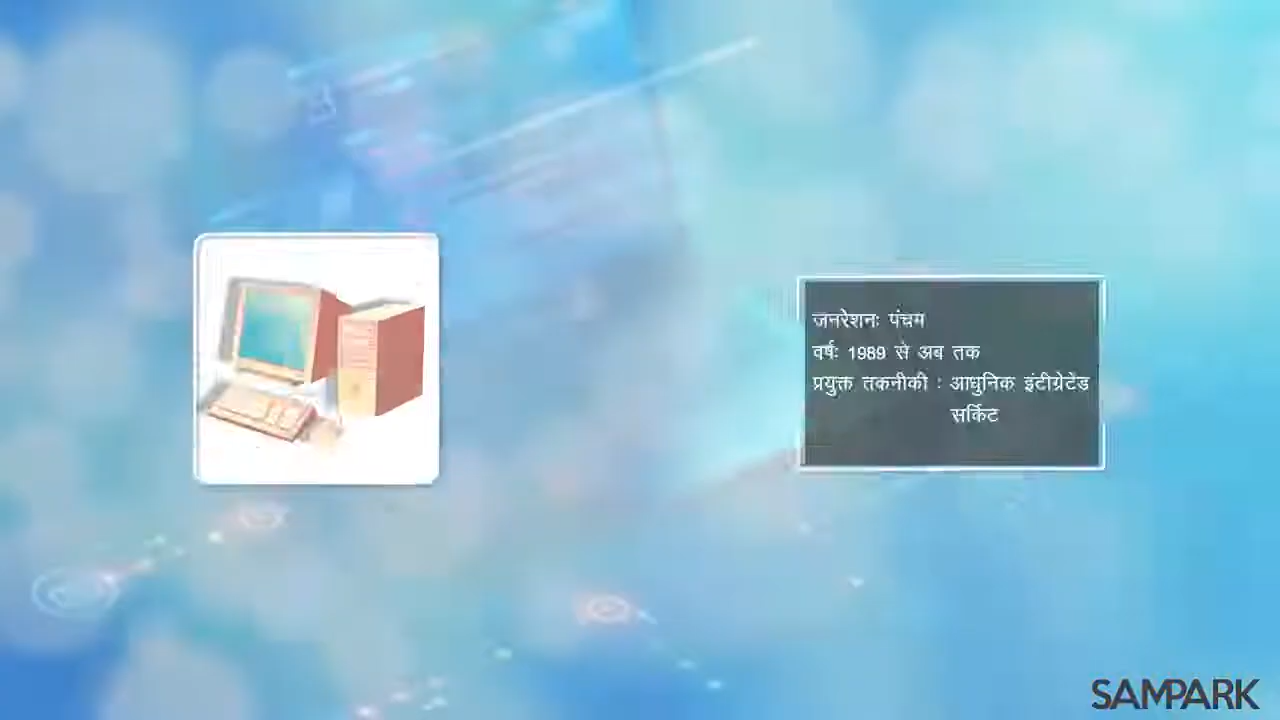 जनरेशनः पंचम
वर्षः 1989 से अब तक
प्रयुक्त तकनीकी : आधुनिक इंटीग्रेटेड
सर्किट
SAMPARK